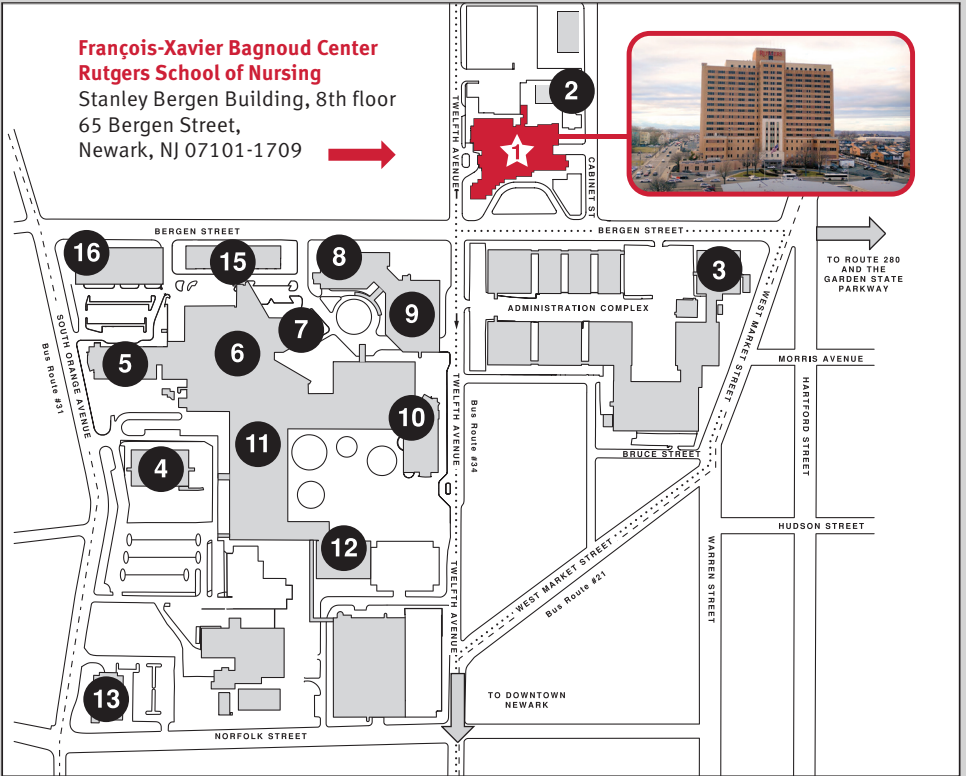 François-Xavier Bagnoud Center
Rutgers School of Nursing
Stanley Bergen Building, 8th floor
65 Bergen Street,
Newark, NJ 07101-1709
1
2
TWELFTH AVENUE
CABINET ST
BERGEN STREET
BERGEN STREET
16
15
8
3
TO ROUTE 280
AND THE
GARDEN STATE
PARKWAY
7
9
ADMINISTRATION COMPLEX
WEST MARKET STREET
SOUTH ORANGE AVENUE
Bus Route #31
5
6
MORRIS AVENUE
HARTFORD STREET
TWELFTH AVENUE
Bus Route #34
10
11
4
BRUCE STREET
HUDSON STREET
12
WEST MARKET STREET
Bus Route #21
WARREN STREET
TWELFTH AVENUE
13
TO DOWNTOWN
NEWARK
NORFOLK STREET